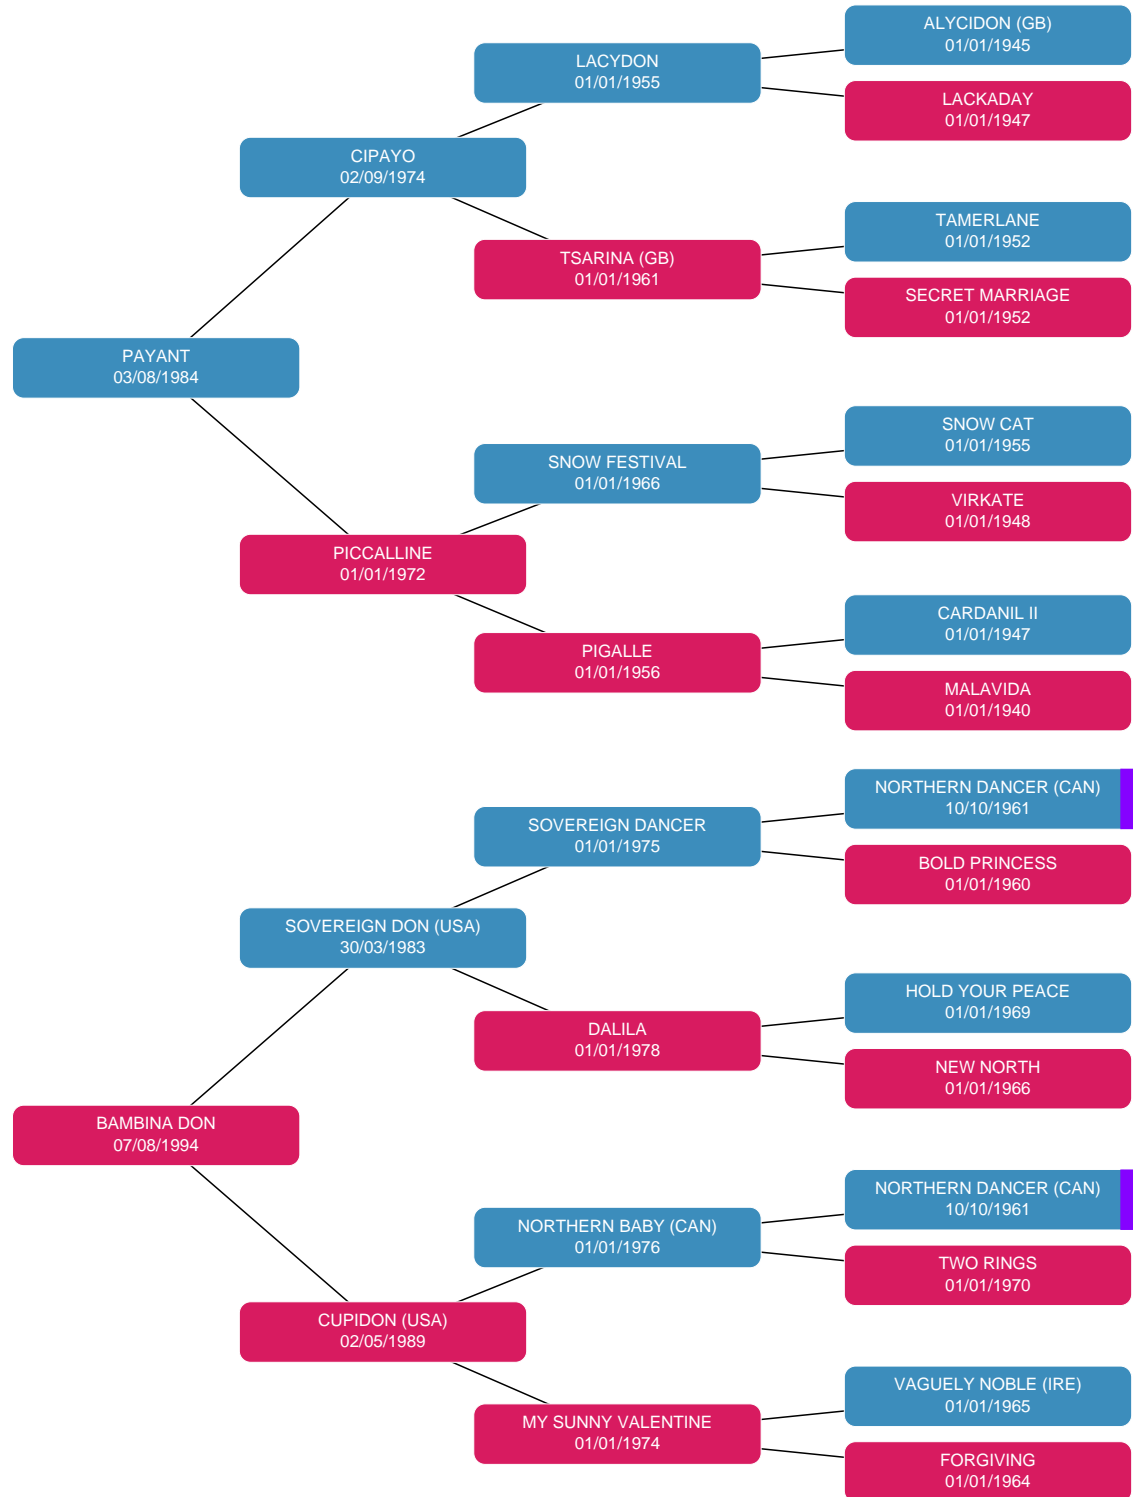 ALYCIDON (GB)
01/01/1945
LACYDON
01/01/1955
LACKADAY
01/01/1947
CIPAYO
02/09/1974
TAMERLANE
01/01/1952
TSARINA (GB)
01/01/1961
SECRET MARRIAGE
01/01/1952
PAYANT
03/08/1984
SNOW CAT
01/01/1955
SNOW FESTIVAL
01/01/1966
VIRKATE
01/01/1948
PICCALLINE
01/01/1972
CARDANIL II
01/01/1947
PIGALLE
01/01/1956
MALAVIDA
01/01/1940
NORTHERN DANCER (CAN)
10/10/1961
SOVEREIGN DANCER
01/01/1975
BOLD PRINCESS
01/01/1960
SOVEREIGN DON (USA)
30/03/1983
HOLD YOUR PEACE
01/01/1969
DALILA
01/01/1978
NEW NORTH
01/01/1966
BAMBINA DON
07/08/1994
NORTHERN DANCER (CAN)
10/10/1961
NORTHERN BABY (CAN)
01/01/1976
TWO RINGS
01/01/1970
CUPIDON (USA)
02/05/1989
VAGUELY NOBLE (IRE)
01/01/1965
MY SUNNY VALENTINE
01/01/1974
FORGIVING
01/01/1964